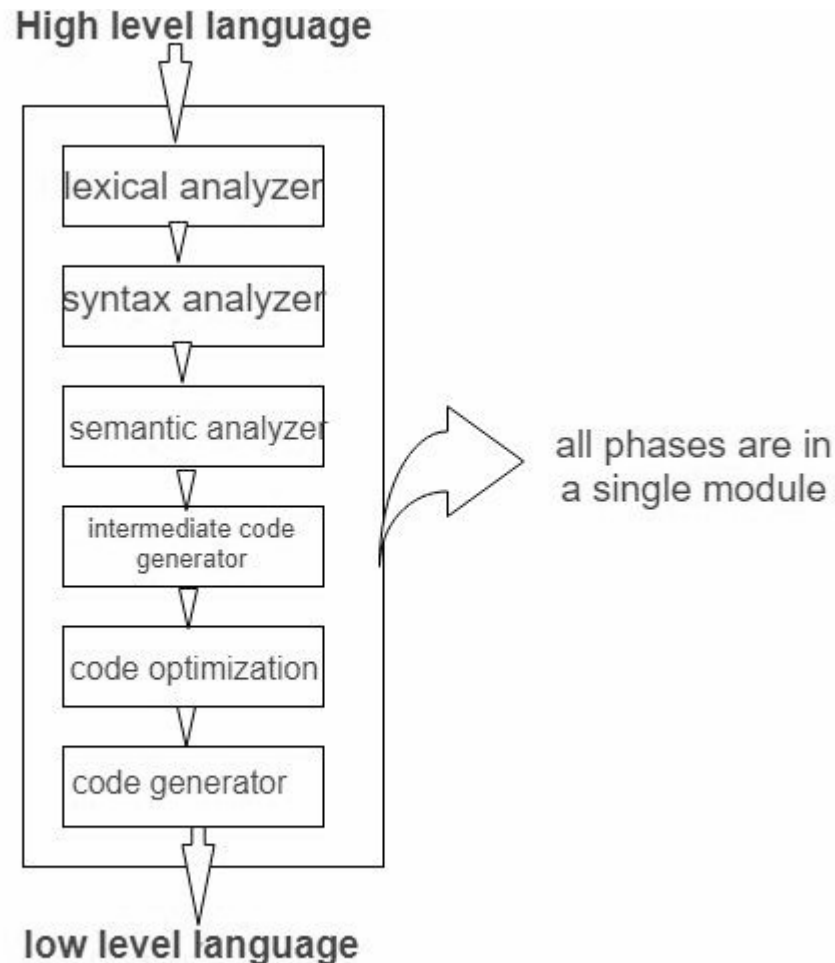 High level language
lexical analyzer
syntax analyzer
semantic analyzer
intermediate code
generator
code optimization
code generator
all phases are in
a single module
low level language